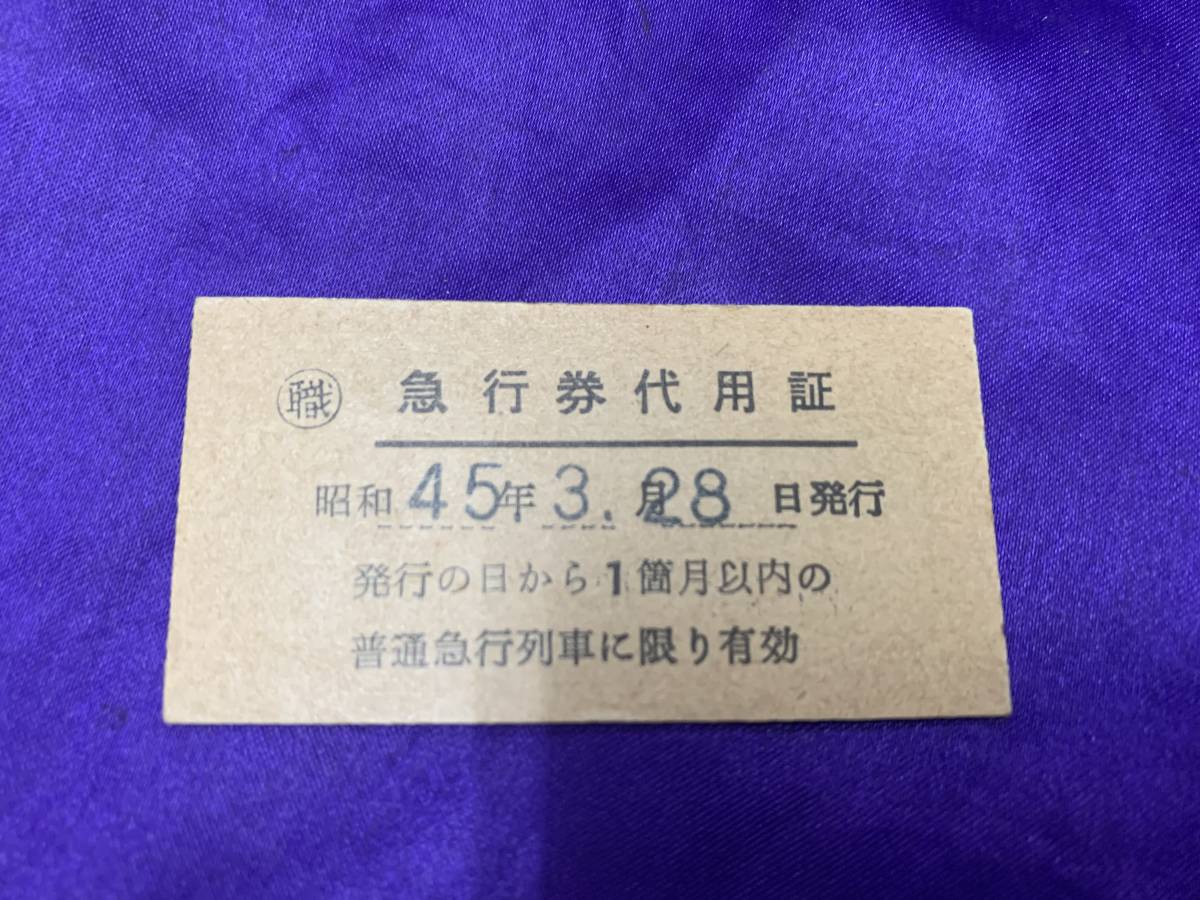 ㊩ 急行券代用証
昭和45年3.月28日発行
発行の日から1箇月以内の
普通急行列車に限り有効